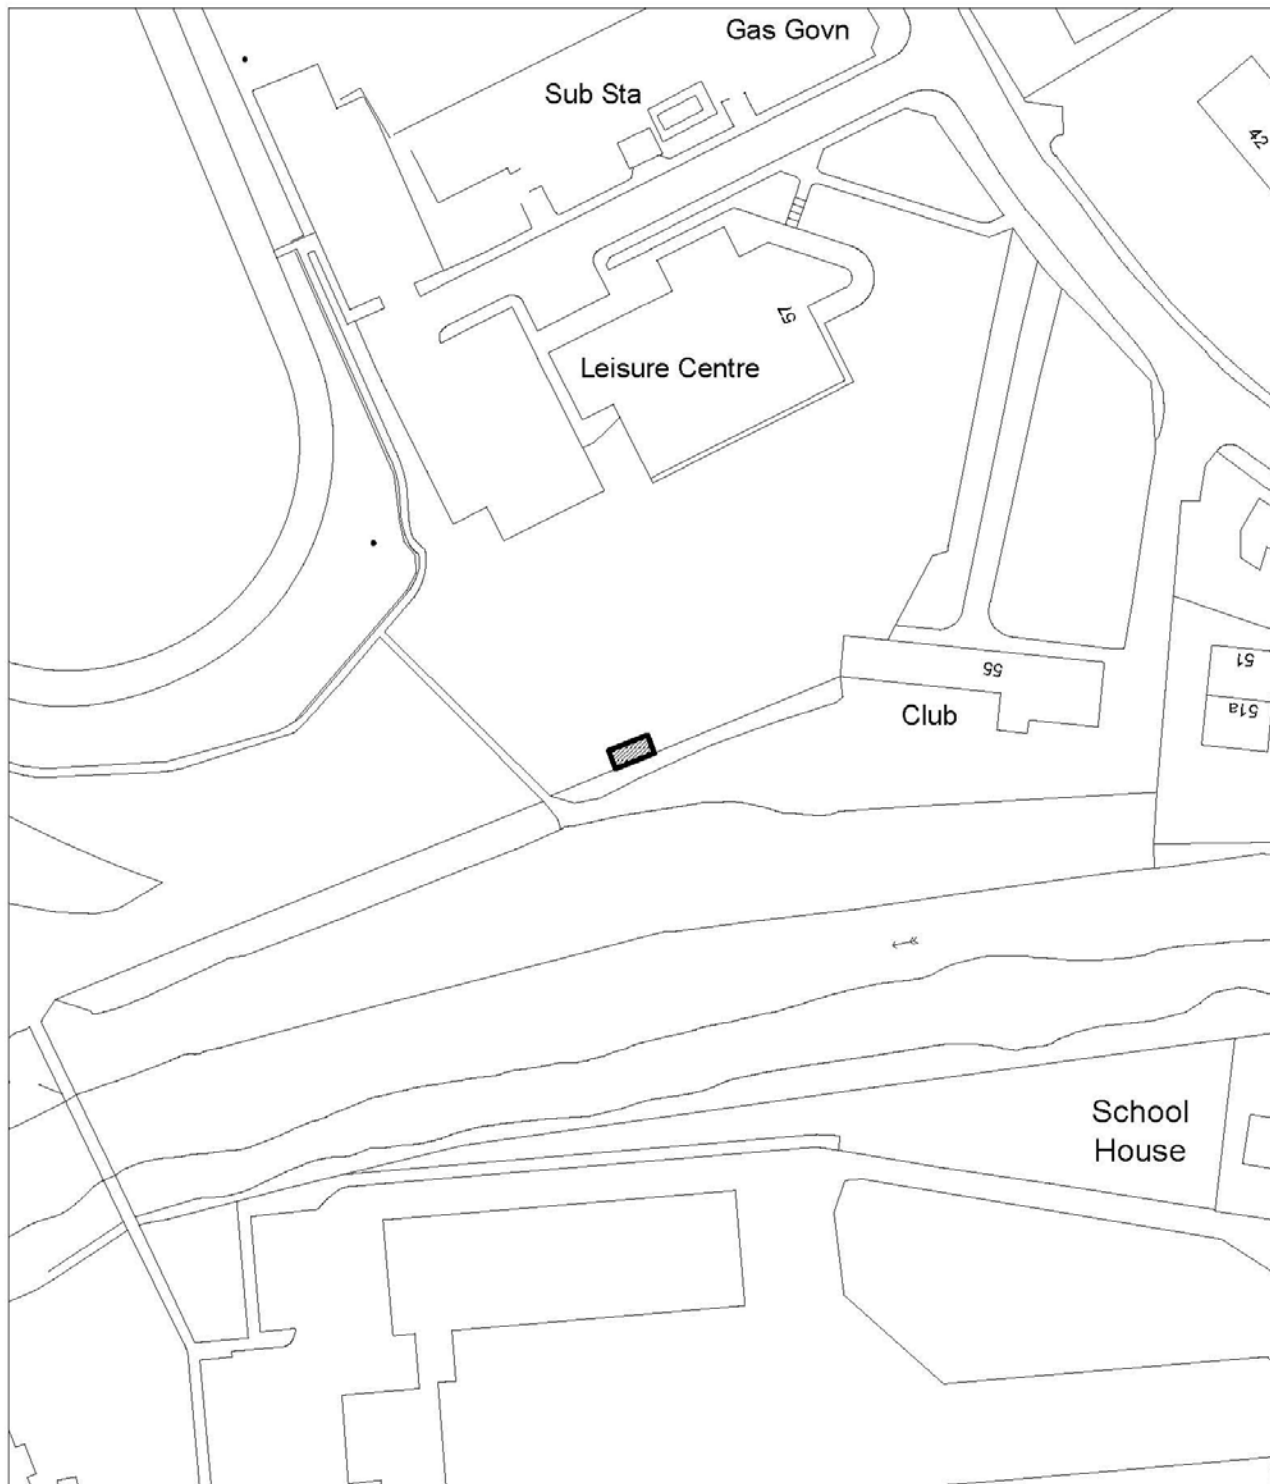 Gas Govn
Sub Sta
42
57
Leisure Centre
55
51
Club
51a
School
House